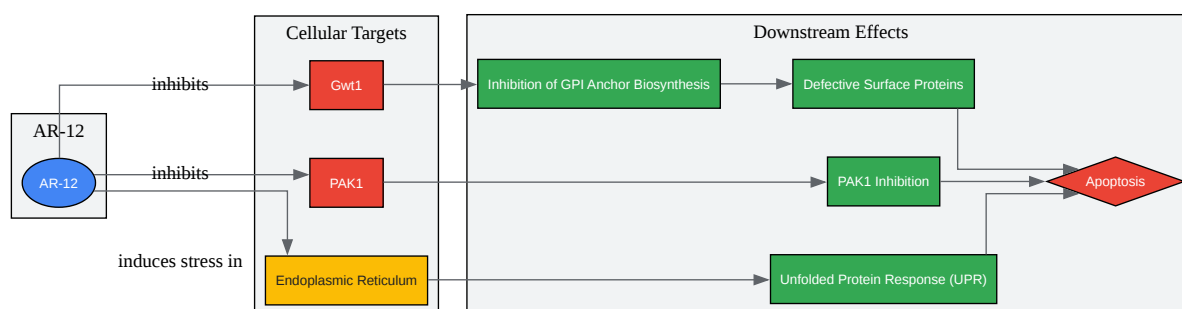 Cellular Targets
Downstream Effects
inhibits
Gwt1
Inhibition of GPI Anchor Biosynthesis
Defective Surface Proteins
AR-12
AR-12
inhibits
PAK1
PAK1 Inhibition
Apoptosis
induces stress in
Endoplasmic Reticulum
Unfolded Protein Response (UPR)